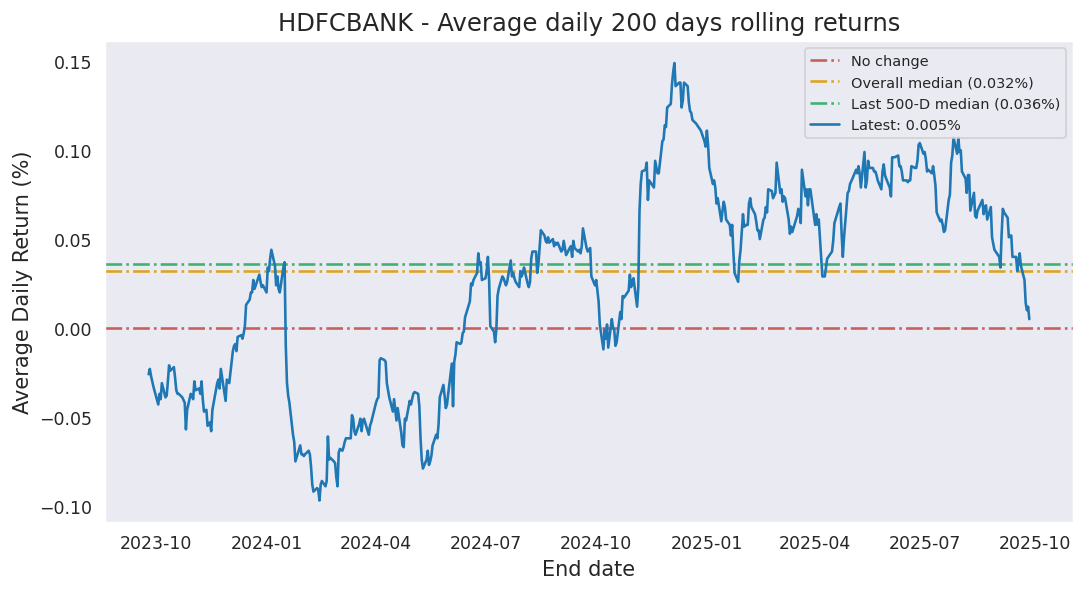 HDFCBANK - Average daily 200 days rolling returns
No change
Overall median (0.032%)
Last 500-D median (0.036%)
Latest: 0.005%
Average Daily Return (%)
0.15
0.10
0.05
0.00
−0.05
−0.10
2023-10 2024-01 2024-04 2024-07 2024-10 2025-01 2025-04 2025-07 2025-10
End date